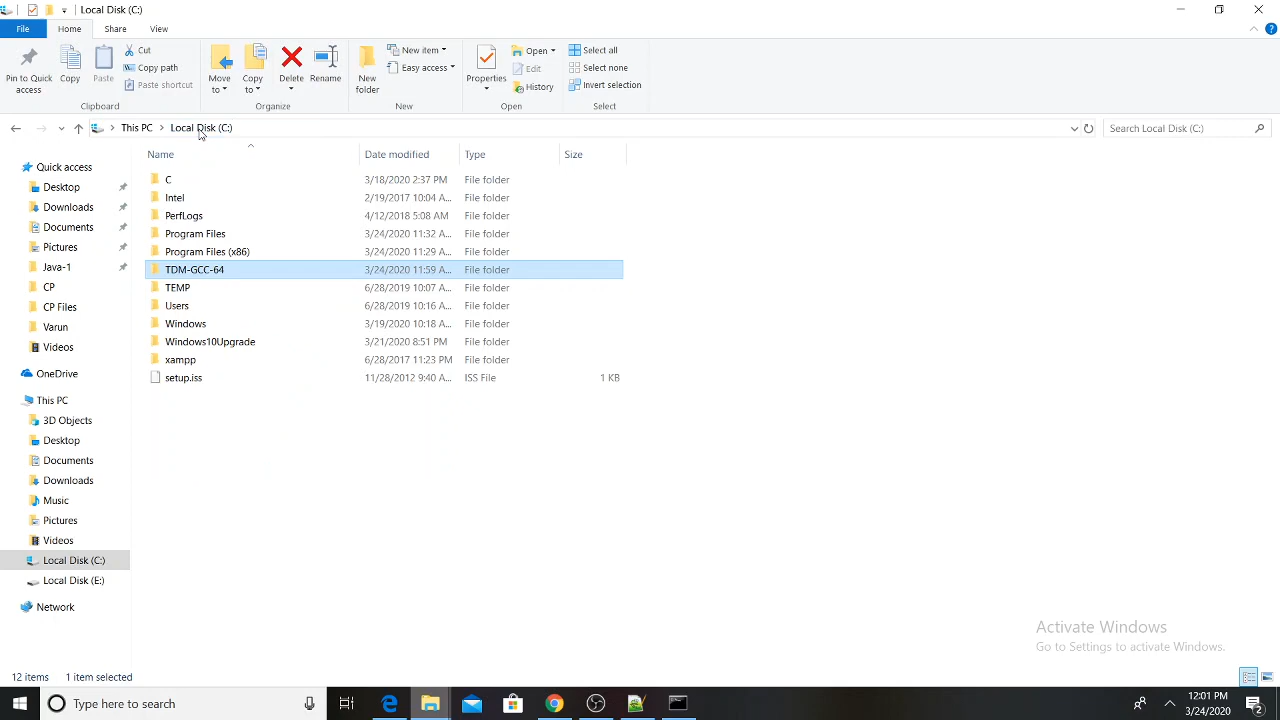 Local Disk (C:)
File Home Share View
Pin to Quick access
Copy
Paste
Cut
Copy path
Paste shortcut
Clipboard
Move to
Copy to
Delete
Rename
Organize
New folder
New item
Easy access
New
Properties
Open
Edit
History
Open
Select all
Select none
Invert selection
Select
This PC Local Disk (C:)
Search Local Disk (C:)
Name Date modified Type Size
C 3/18/2020 2:37 PM File folder
Intel 2/19/2017 10:04 A... File folder
PerfLogs 4/12/2018 5:08 AM File folder
Program Files 3/24/2020 11:32 A... File folder
Program Files (x86) 3/24/2020 11:29 A... File folder
TDM-GCC-64 3/24/2020 11:59 A... File folder
TEMP 6/28/2019 10:07 A... File folder
Users 6/28/2019 10:16 A... File folder
Windows 3/19/2020 10:18 A... File folder
Windows10Upgrade 3/21/2020 8:51 PM File folder
xampp 6/28/2017 11:23 PM File folder
setup.iss 11/28/2012 9:40 A... ISS File 1 KB
Quick access
Desktop
Downloads
Documents
Pictures
Java-1
CP
CP Files
Varun
Videos
OneDrive
This PC
3D Objects
Desktop
Documents
Downloads
Music
Pictures
Videos
Local Disk (C:)
Local Disk (E:)
Network
Activate Windows
Go to Settings to activate Windows.
12 items 1 item selected
Type here to search
12:01 PM
3/24/2020
2